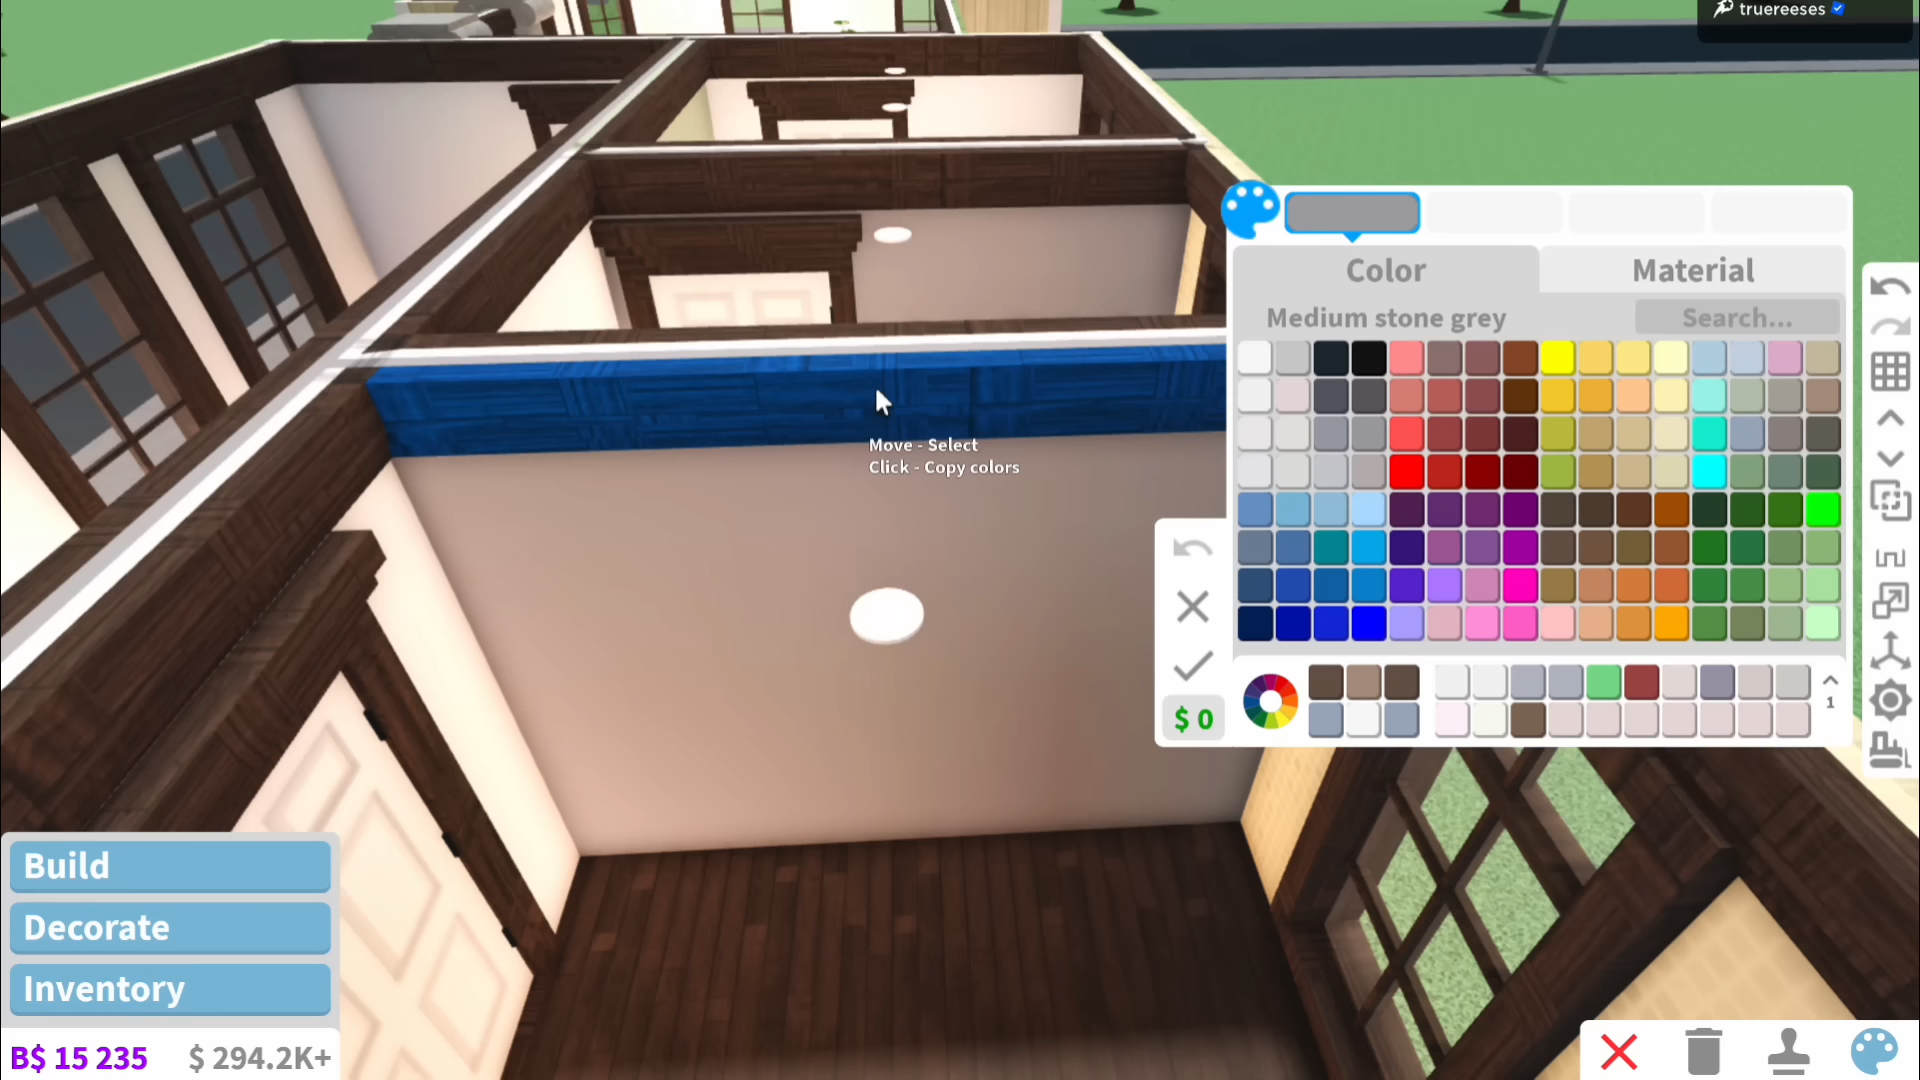 truereeses
Color
Material
Medium stone grey
Search...
Move - Select
Click - Copy colors
1
$ 0
Build
Decorate
Inventory
B$ 15 235
$ 294.2K+